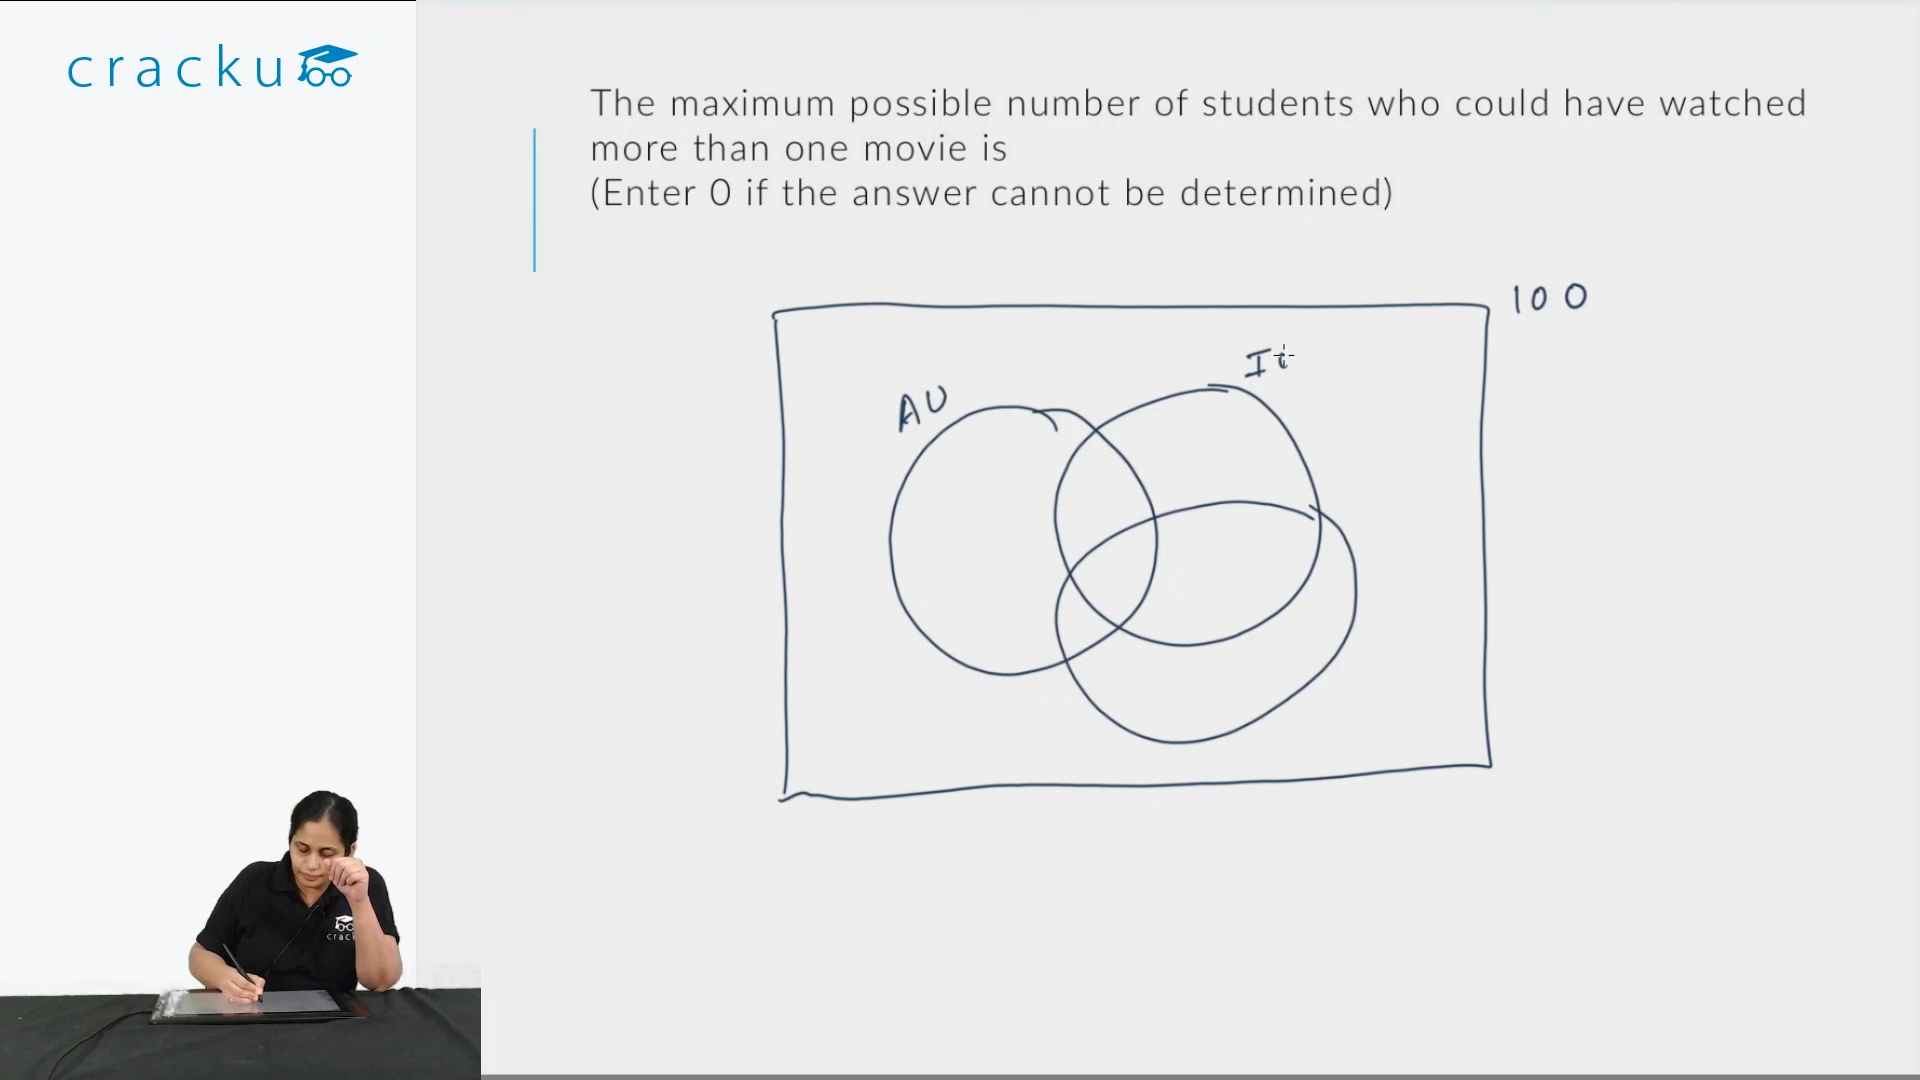 cracku
The maximum possible number of students who could have watched
more than one movie is
(Enter 0 if the answer cannot be determined)
100
AU